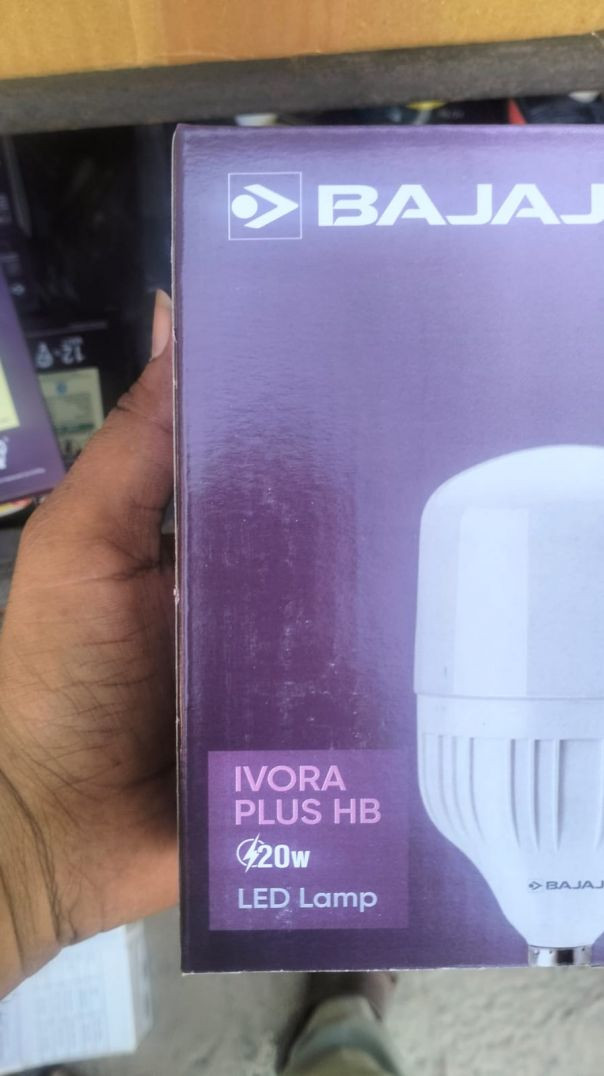 BAJAJ
IVORA
PLUS HB
20w
LED Lamp
BAJAJ